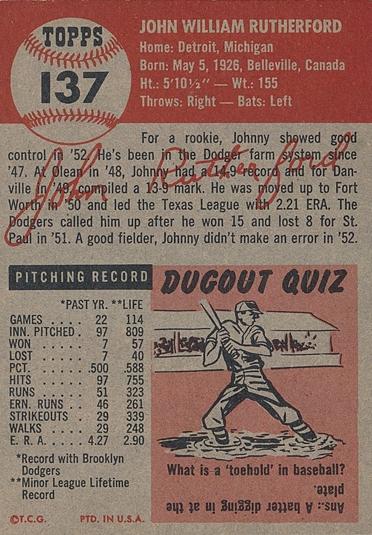 TOPPS
137
JOHN WILLIAM RUTHERFORD
Home: Detroit, Michigan
Born: May 5, 1926, Belleville, Canada
Ht.: 5'10½" — Wt.: 155
Throws: Right — Bats: Left
For a rookie, Johnny showed good
control in '52. He's been in the Dodger farm system since
'47. At Olean in '48, Johnny had a 14-9 record and for Dan-
ville in '49, compiled a 13-9 mark. He was moved up to Fort
Worth in '50 and led the Texas League with 2.21 ERA. The
Dodgers called him up after he won 15 and lost 8 for St.
Paul in '51. A good fielder, Johnny didn't make an error in '52.
John Rutherford
PITCHING RECORD
*PAST YR. **LIFE
GAMES 22 114
INN. PITCHED 97 809
WON 7 57
LOST 7 40
PCT. .500 .588
HITS 97 755
RUNS 51 323
ERN. RUNS 46 261
STRIKEOUTS 29 339
WALKS 29 248
E. R. A. 4.27 2.90
*Record with Brooklyn
Dodgers
**Minor League Lifetime
Record
©T.C.G. PTD. IN U.S.A.
DUGOUT QUIZ
What is a 'toehold' in baseball?
Ans.: A batter digging in at the
plate.